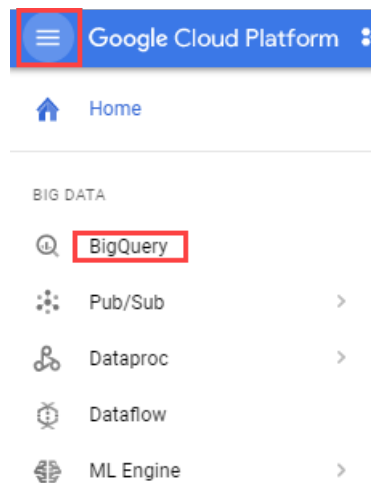 Google Cloud Platform
Home
BIG DATA
BigQuery
Pub/Sub
Dataproc
Dataflow
ML Engine